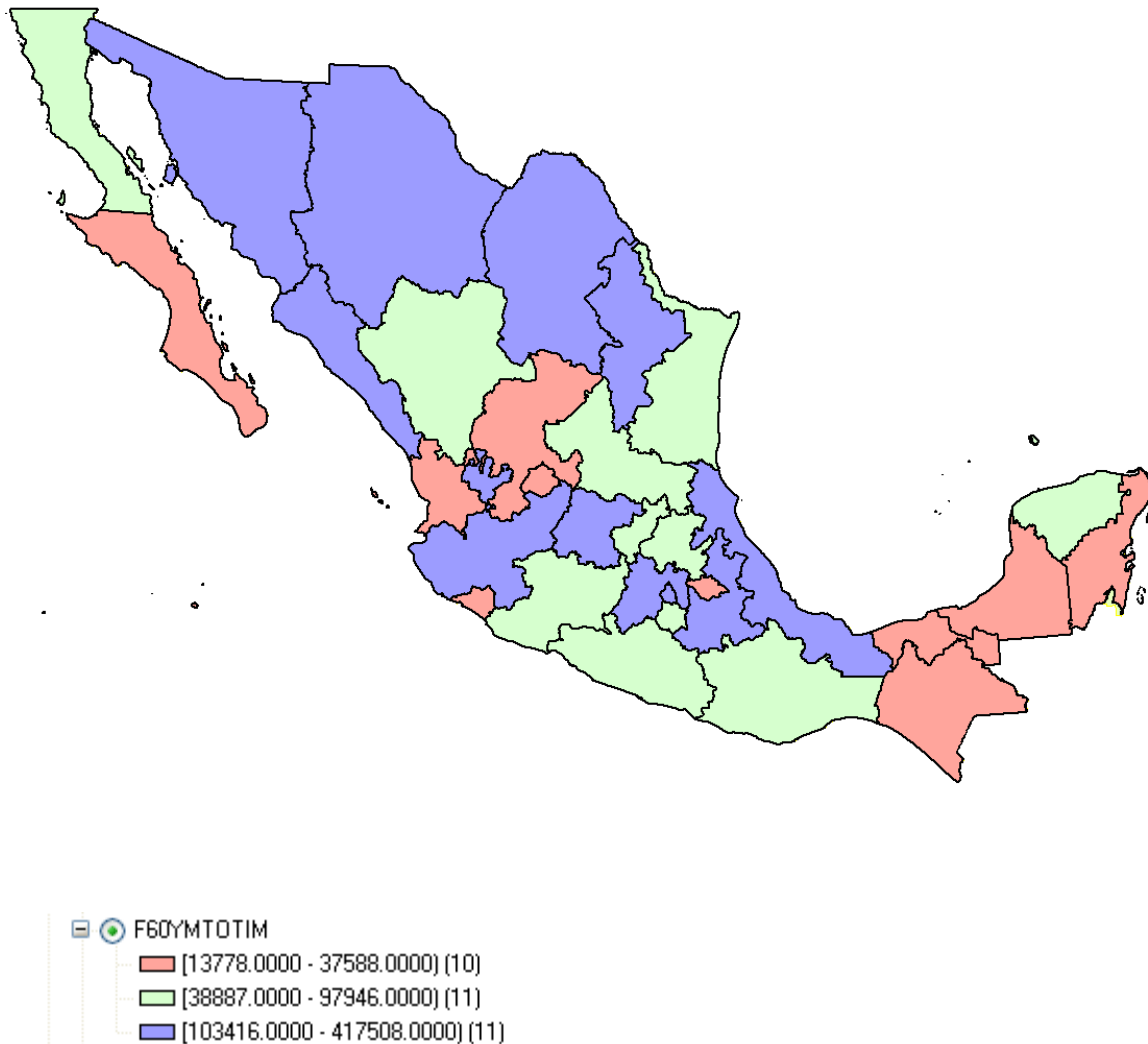 F60YMTOTIM
[13778.0000 - 37588.0000) (10)
[38887.0000 - 97946.0000) (11)
[103416.0000 - 417508.0000) (11)